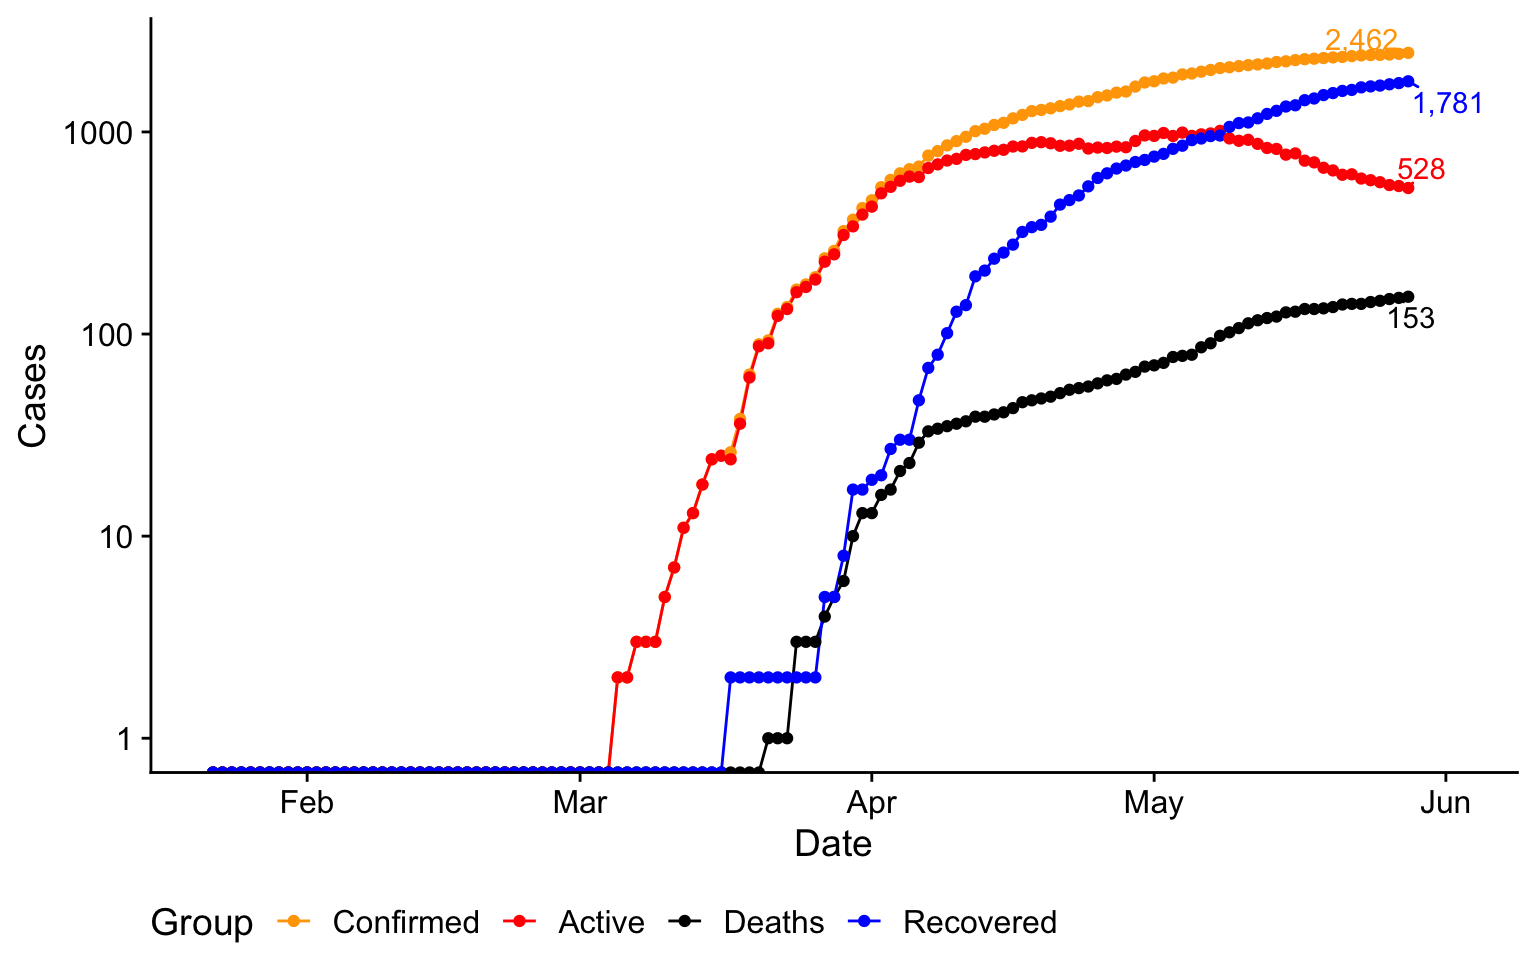 2,462
1,781
528
153
1000
100
10
1
Cases
Feb Mar Apr May Jun
Date
Group Confirmed Active Deaths Recovered